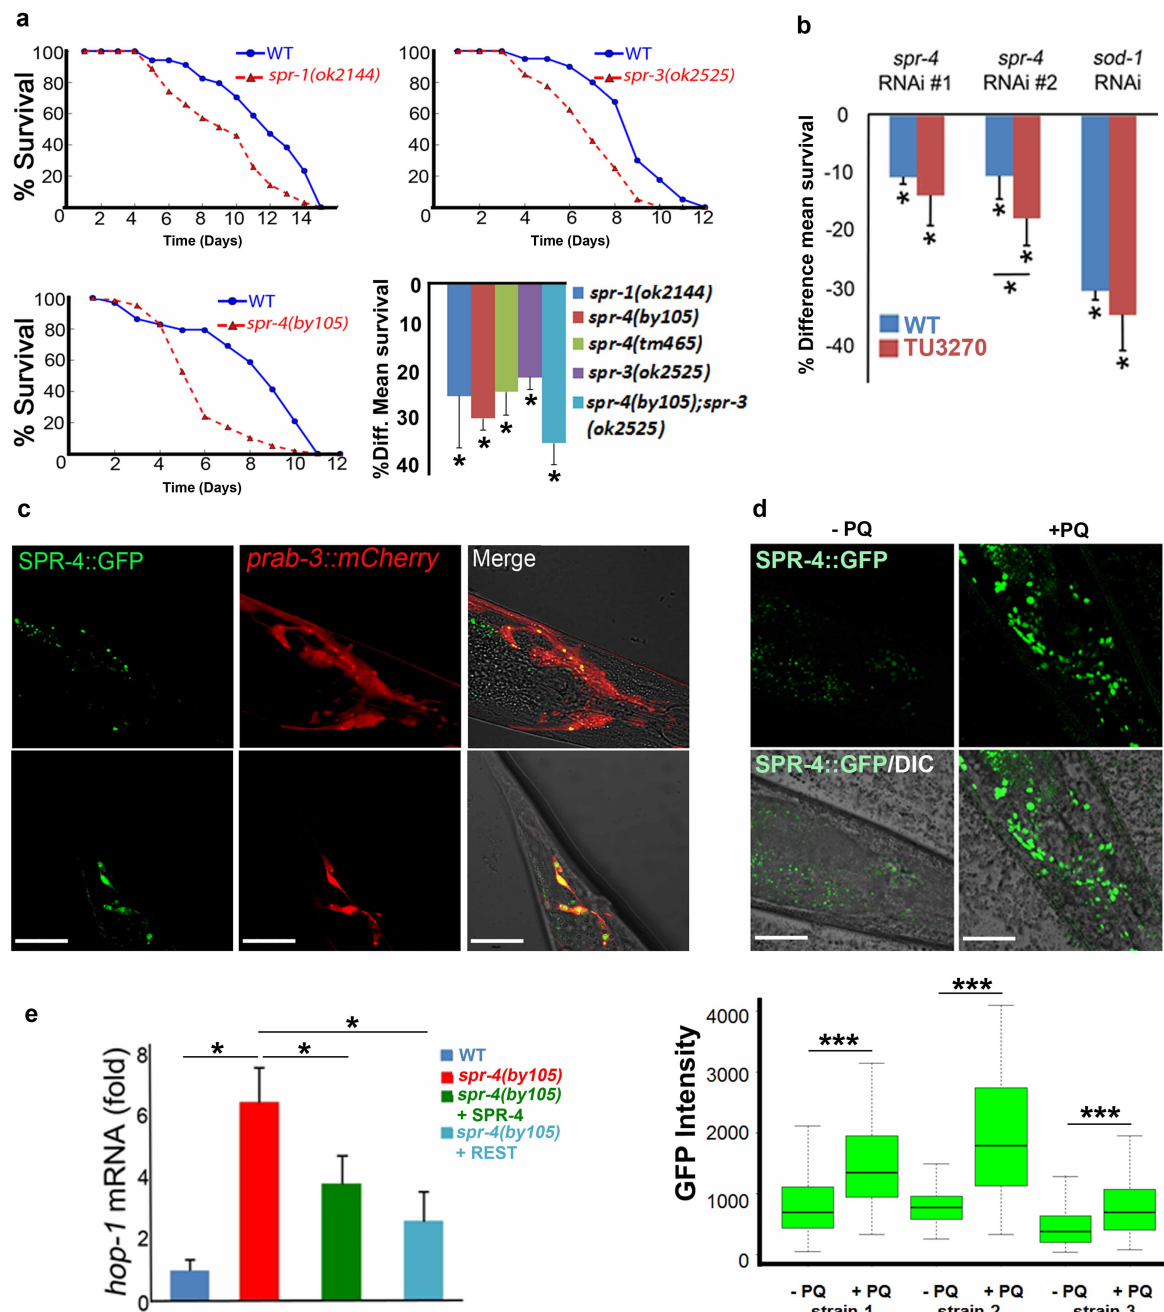 a
% Survival
100
80
60
40
20
0
2 4 6 8 10 12 14
Time (Days)
WT
spr-1(ok2144)
% Survival
100
80
60
40
20
0
2 4 6 8 10 12
Time (Days)
WT
spr-3(ok2525)
% Survival
100
80
60
40
20
0
2 4 6 8 10 12
Time (Days)
WT
spr-4(by105)
%Diff. Mean survival
0
10
20
30
40
* * * * *
spr-1(ok2144)
spr-4(by105)
spr-4(tm465)
spr-3(ok2525)
spr-4(by105);spr-3
(ok2525)
b
spr-4 spr-4 sod-1
RNAi #1 RNAi #2 RNAi
% Difference mean survival
0
-10
-20
-30
-40
* * * * * * *
WT
TU3270
c
SPR-4::GFP prab-3::mCherry Merge
d
- PQ +PQ
SPR-4::GFP
SPR-4::GFP/DIC
e
hop-1 mRNA (fold)
8
6
4
2
0
* * *
WT
spr-4(by105)
spr-4(by105)
+ SPR-4
spr-4(by105)
+ REST
GFP Intensity
4000
3000
2000
1000
0
*** *** ***
- PQ + PQ - PQ + PQ - PQ + PQ
strain 1 strain 2 strain 3